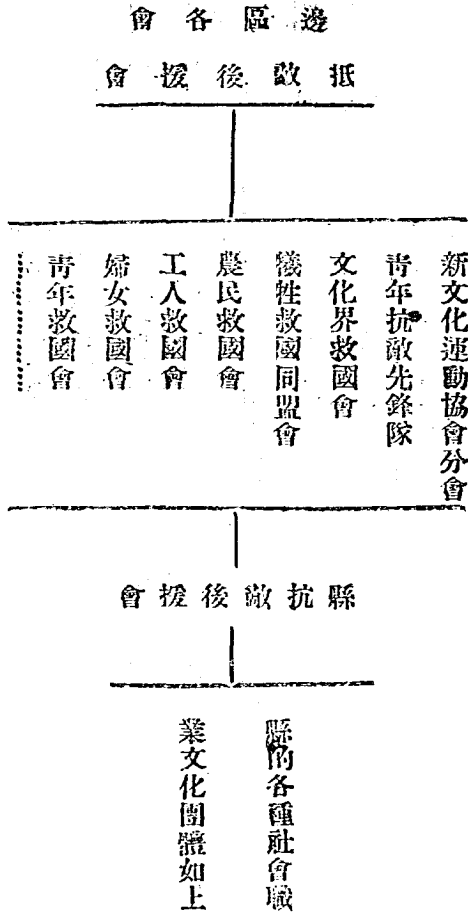 邊區各會
抵敵後援會
新文化運動協會分會
青年抗敵先鋒隊
文化界救國會
犧牲救國同盟會
農民救國會
工人救國會
婦女救國會
青年救國會
縣抗敵後援會
縣的各種社會職
業文化團體如上